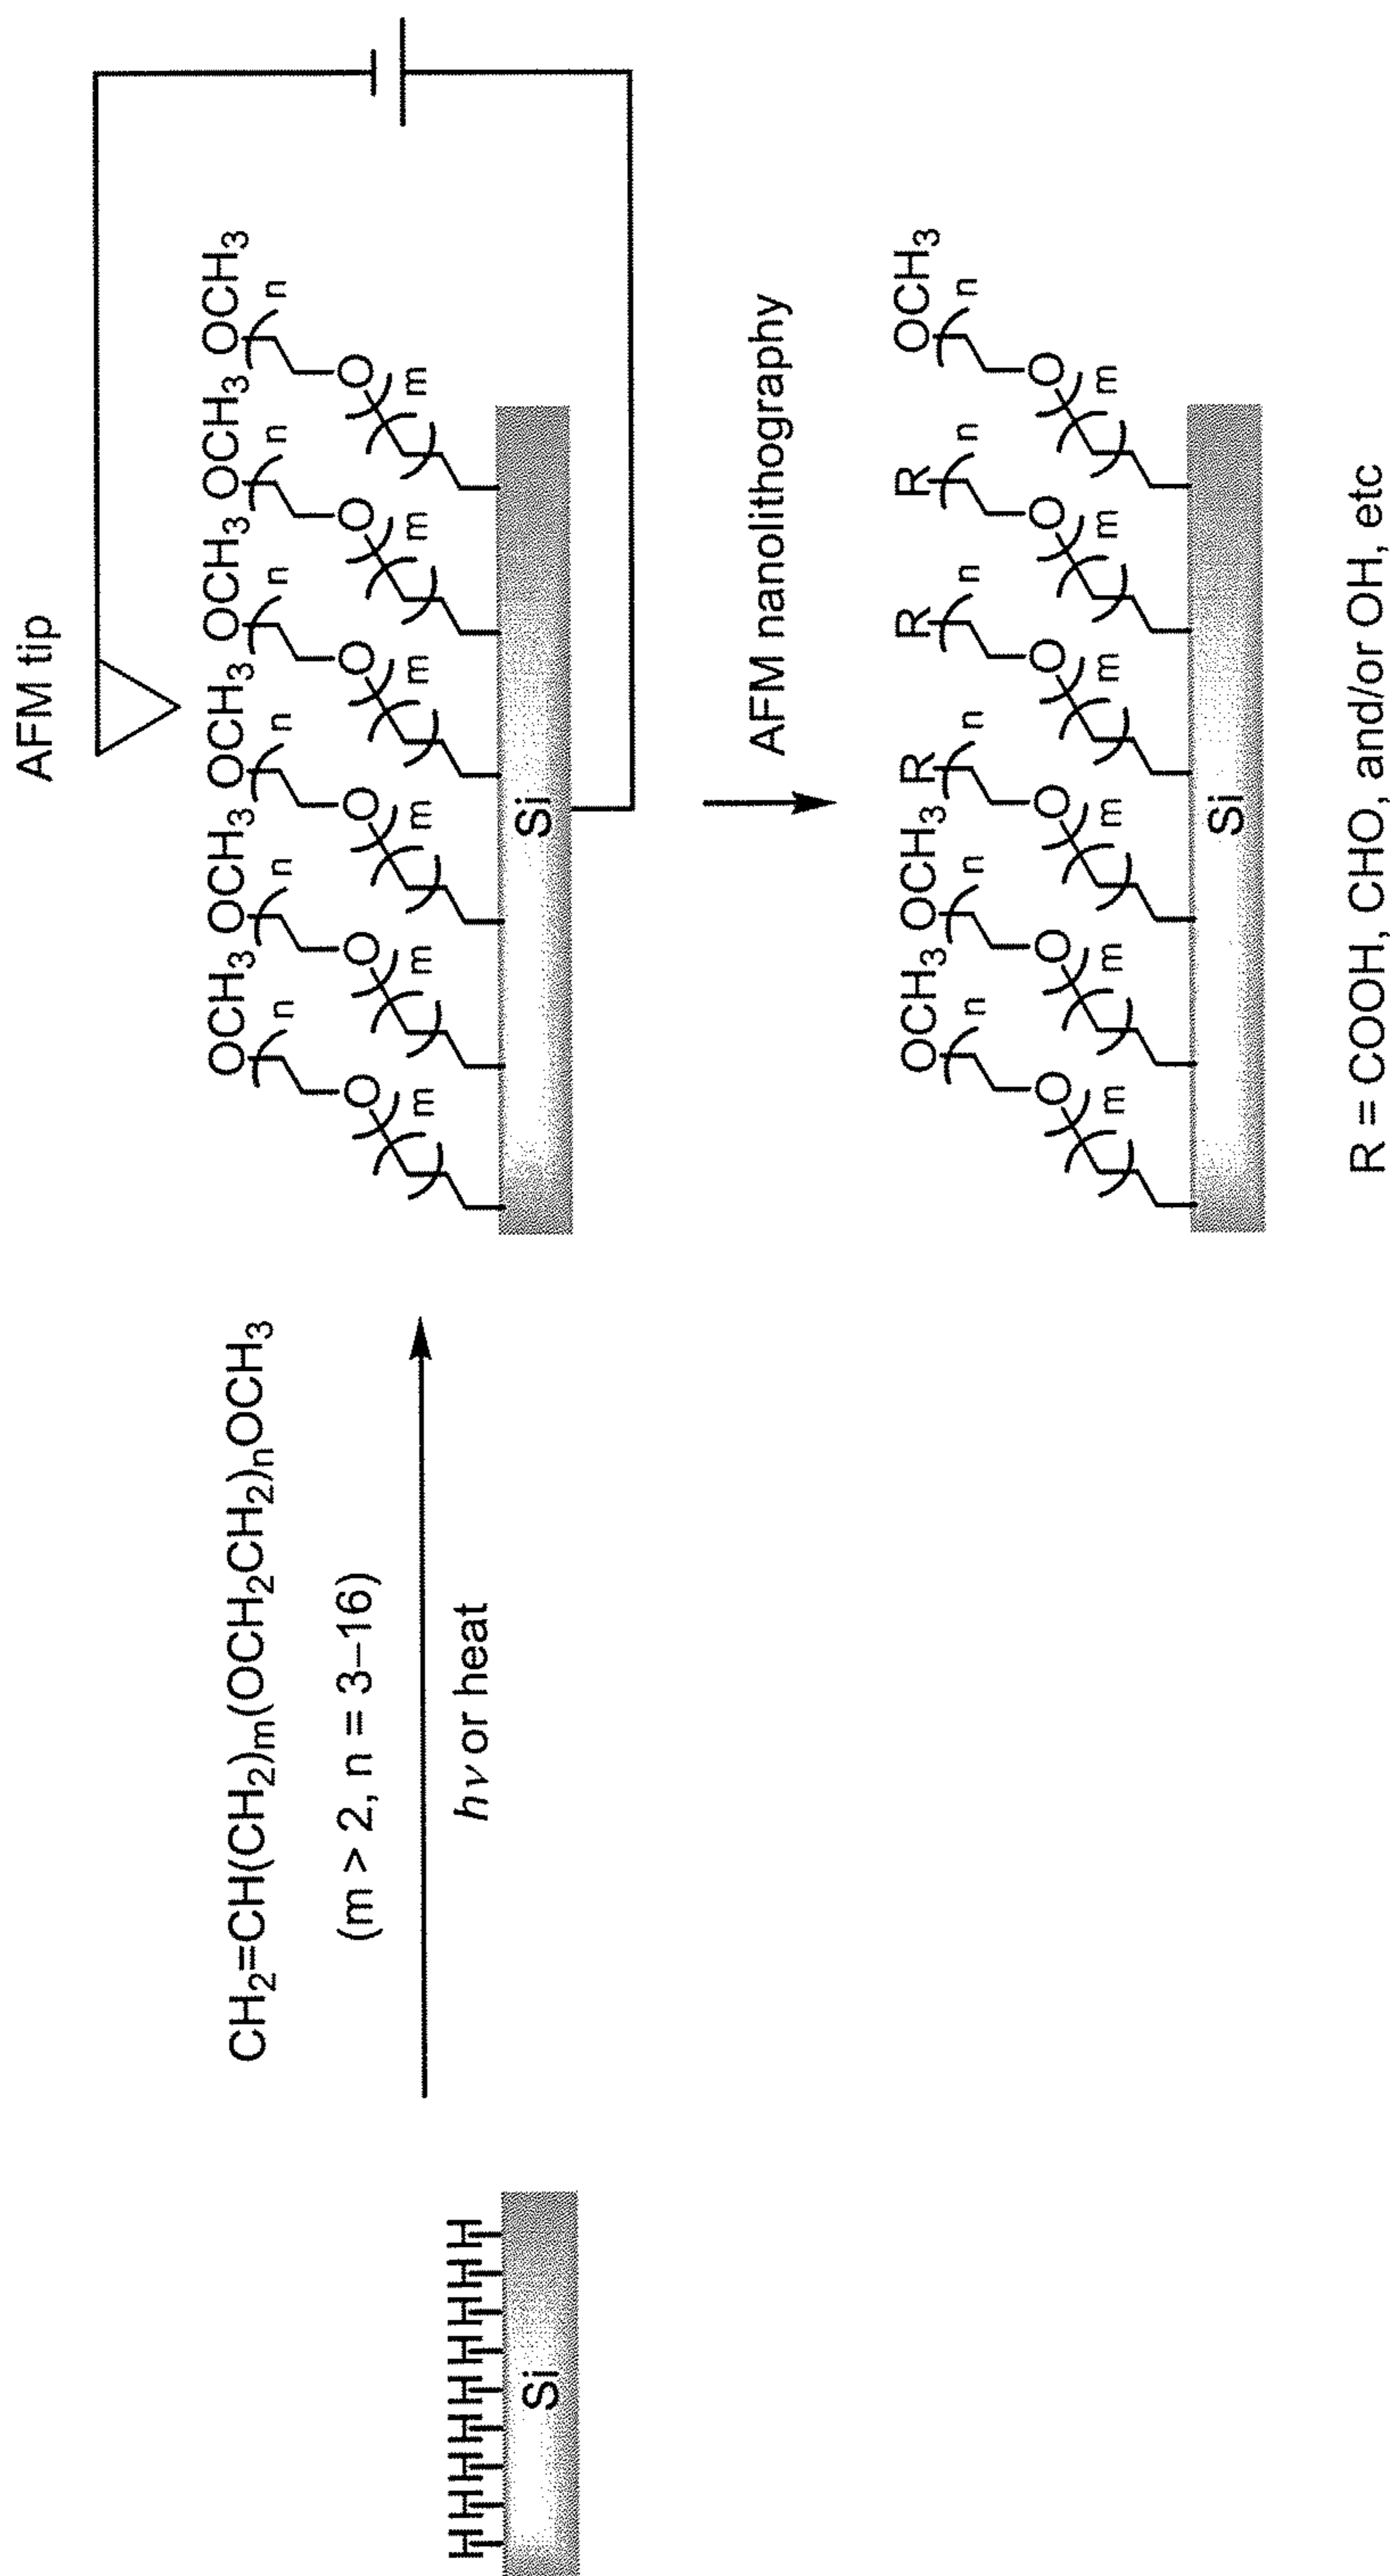 HHHHHHHHH
Si
CH₂=CH(CH₂)ₘ(OCH₂CH₂)ₙOCH₃
(m > 2, n = 3–16)
hν or heat
AFM tip
OCH₃ OCH₃ OCH₃ OCH₃ OCH₃ OCH₃
n n n n n n
O O O O O O
m m m m m m
Si
AFM nanolithography
OCH₃ OCH₃ R R R OCH₃
n n n n n n
O O O O O O
m m m m m m
Si
R = COOH, CHO, and/or OH, etc